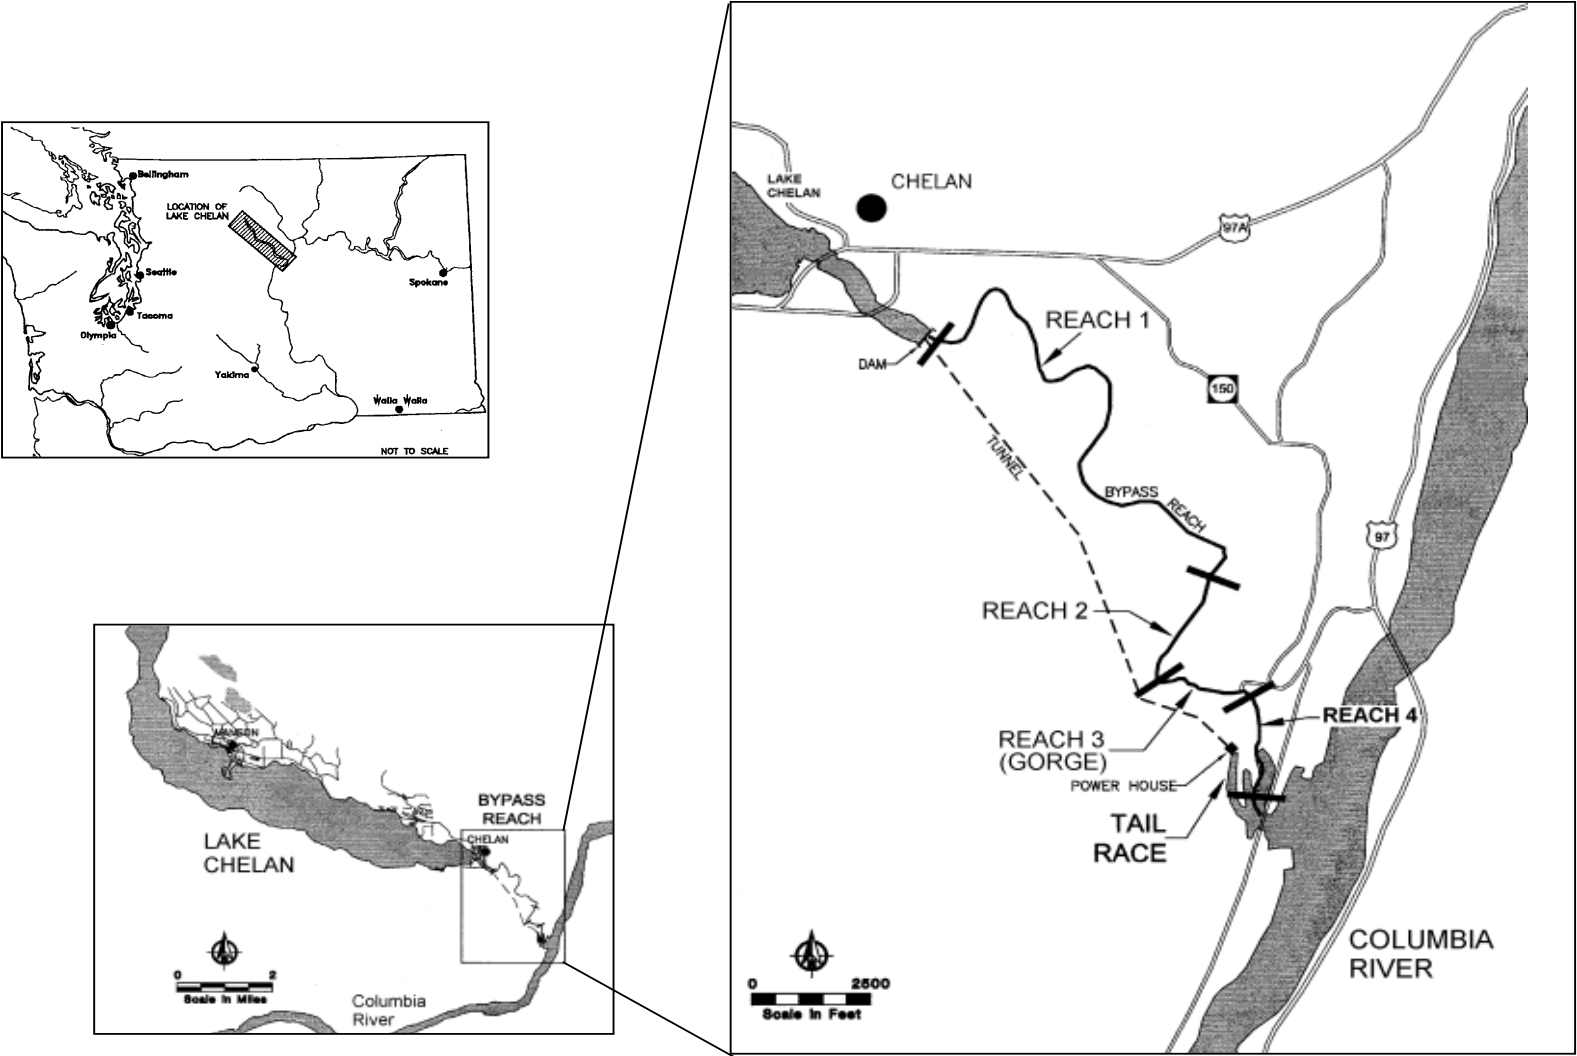 Bellingham
LOCATION OF
LAKE CHELAN
Seattle
Spokane
Tacoma
Olympia
Yakima
Walla Walla
NOT TO SCALE
MANSON
BYPASS
REACH
CHELAN
LAKE
CHELAN
0 2
Scale In Miles
Columbia
River
LAKE
CHELAN
CHELAN
97A
REACH 1
DAM
150
TUNNEL
BYPASS REACH
97
REACH 2
REACH 4
REACH 3
(GORGE)
POWER HOUSE
TAIL
RACE
COLUMBIA
RIVER
0 2500
Scale In Feet